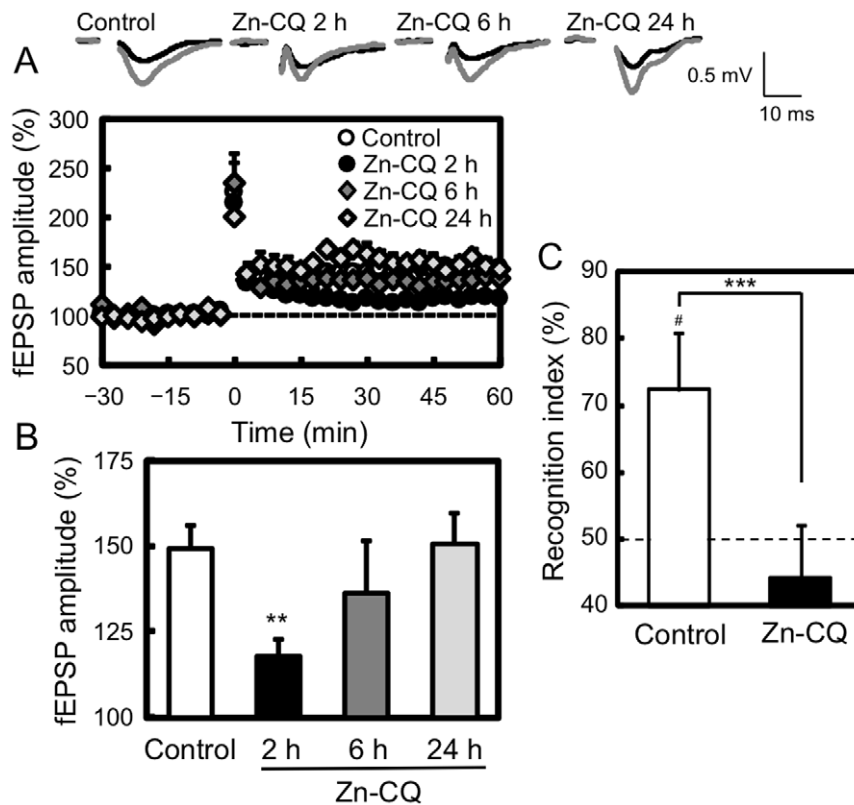 Control Zn-CQ 2 h Zn-CQ 6 h Zn-CQ 24 h
A
0.5 mV
10 ms
fEPSP amplitude (%)
300
250
200
150
100
50
Control
Zn-CQ 2 h
Zn-CQ 6 h
Zn-CQ 24 h
−30 −15 0 15 30 45 60
Time (min)
B
fEPSP amplitude (%)
175
150
125
100
**
Control 2 h 6 h 24 h
Zn-CQ
C
Recognition index (%)
90
80
70
60
50
40
***
#
Control Zn-CQ